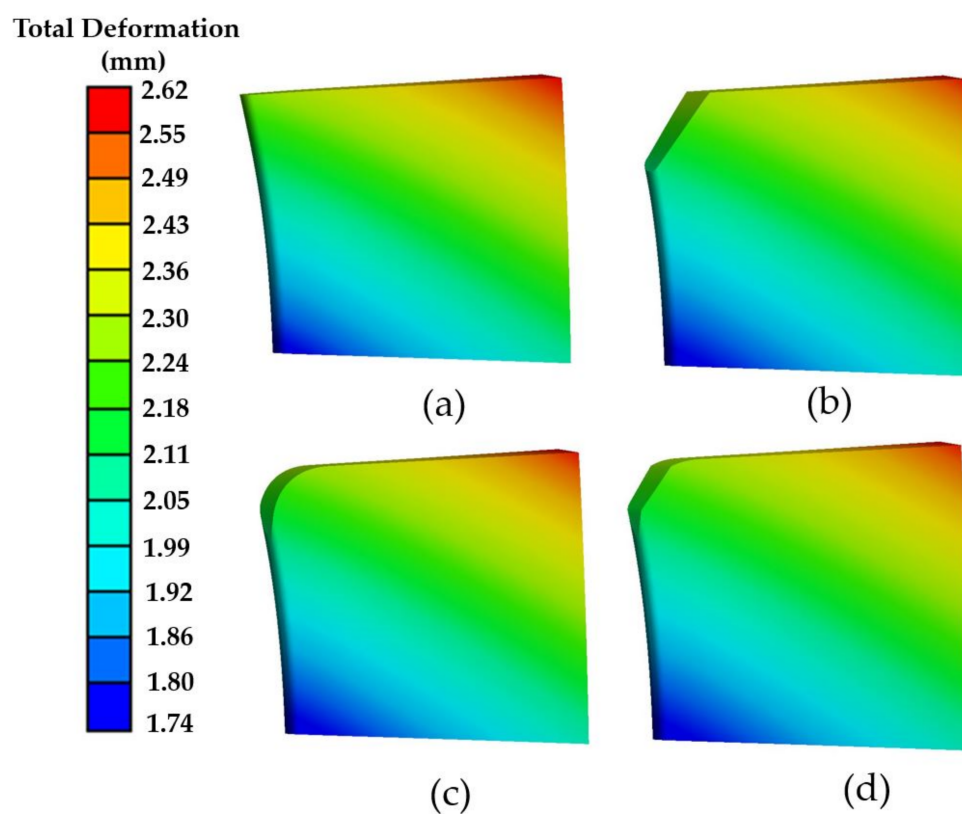 Total Deformation
(mm)
2.62
2.55
2.49
2.43
2.36
2.30
2.24
2.18
2.11
2.05
1.99
1.92
1.86
1.80
1.74
(a)
(b)
(c)
(d)